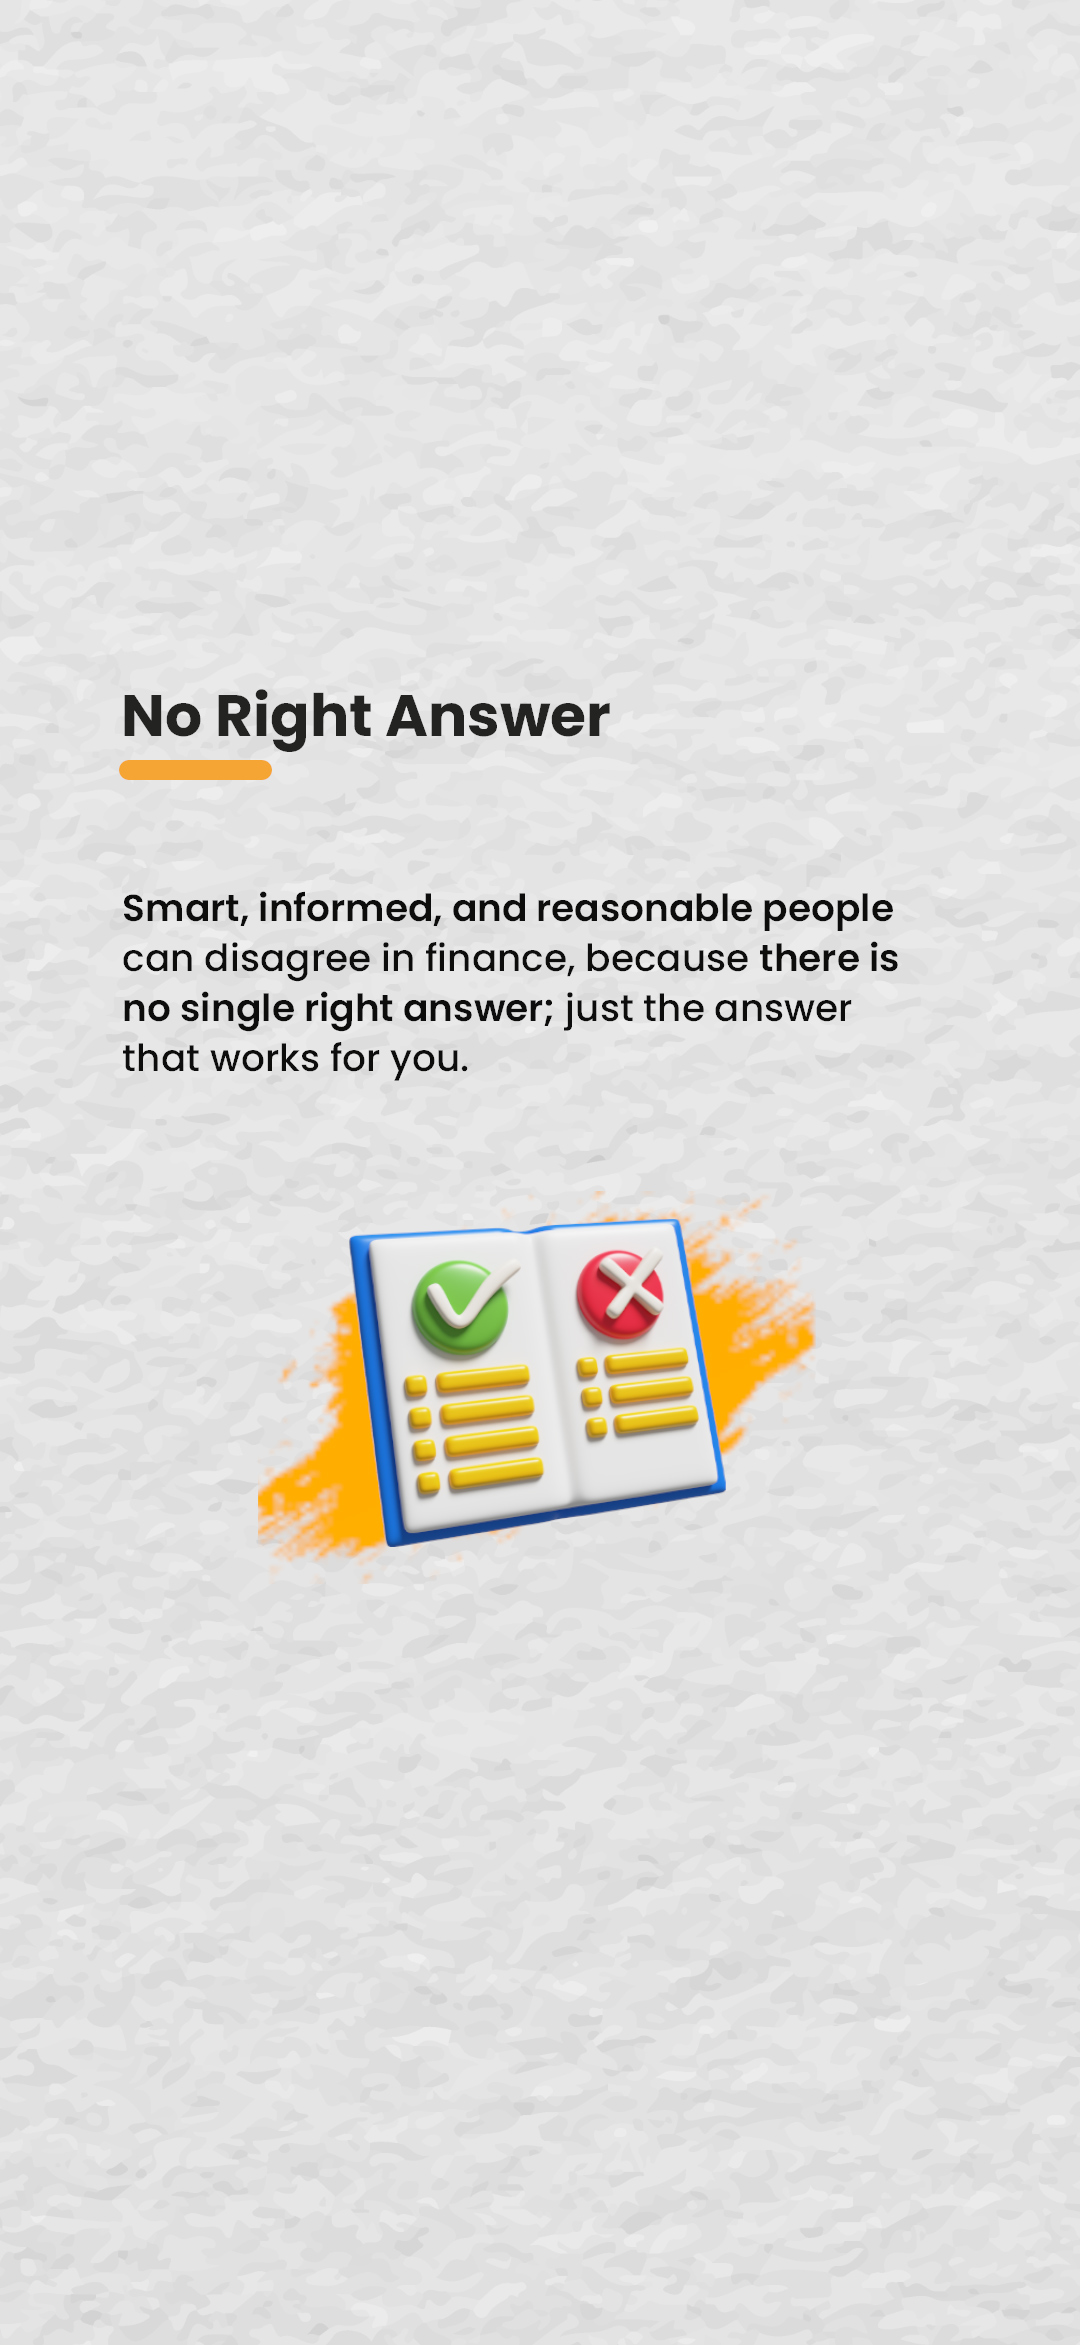 No Right Answer
Smart, informed, and reasonable people
can disagree in finance, because there is
no single right answer; just the answer
that works for you.